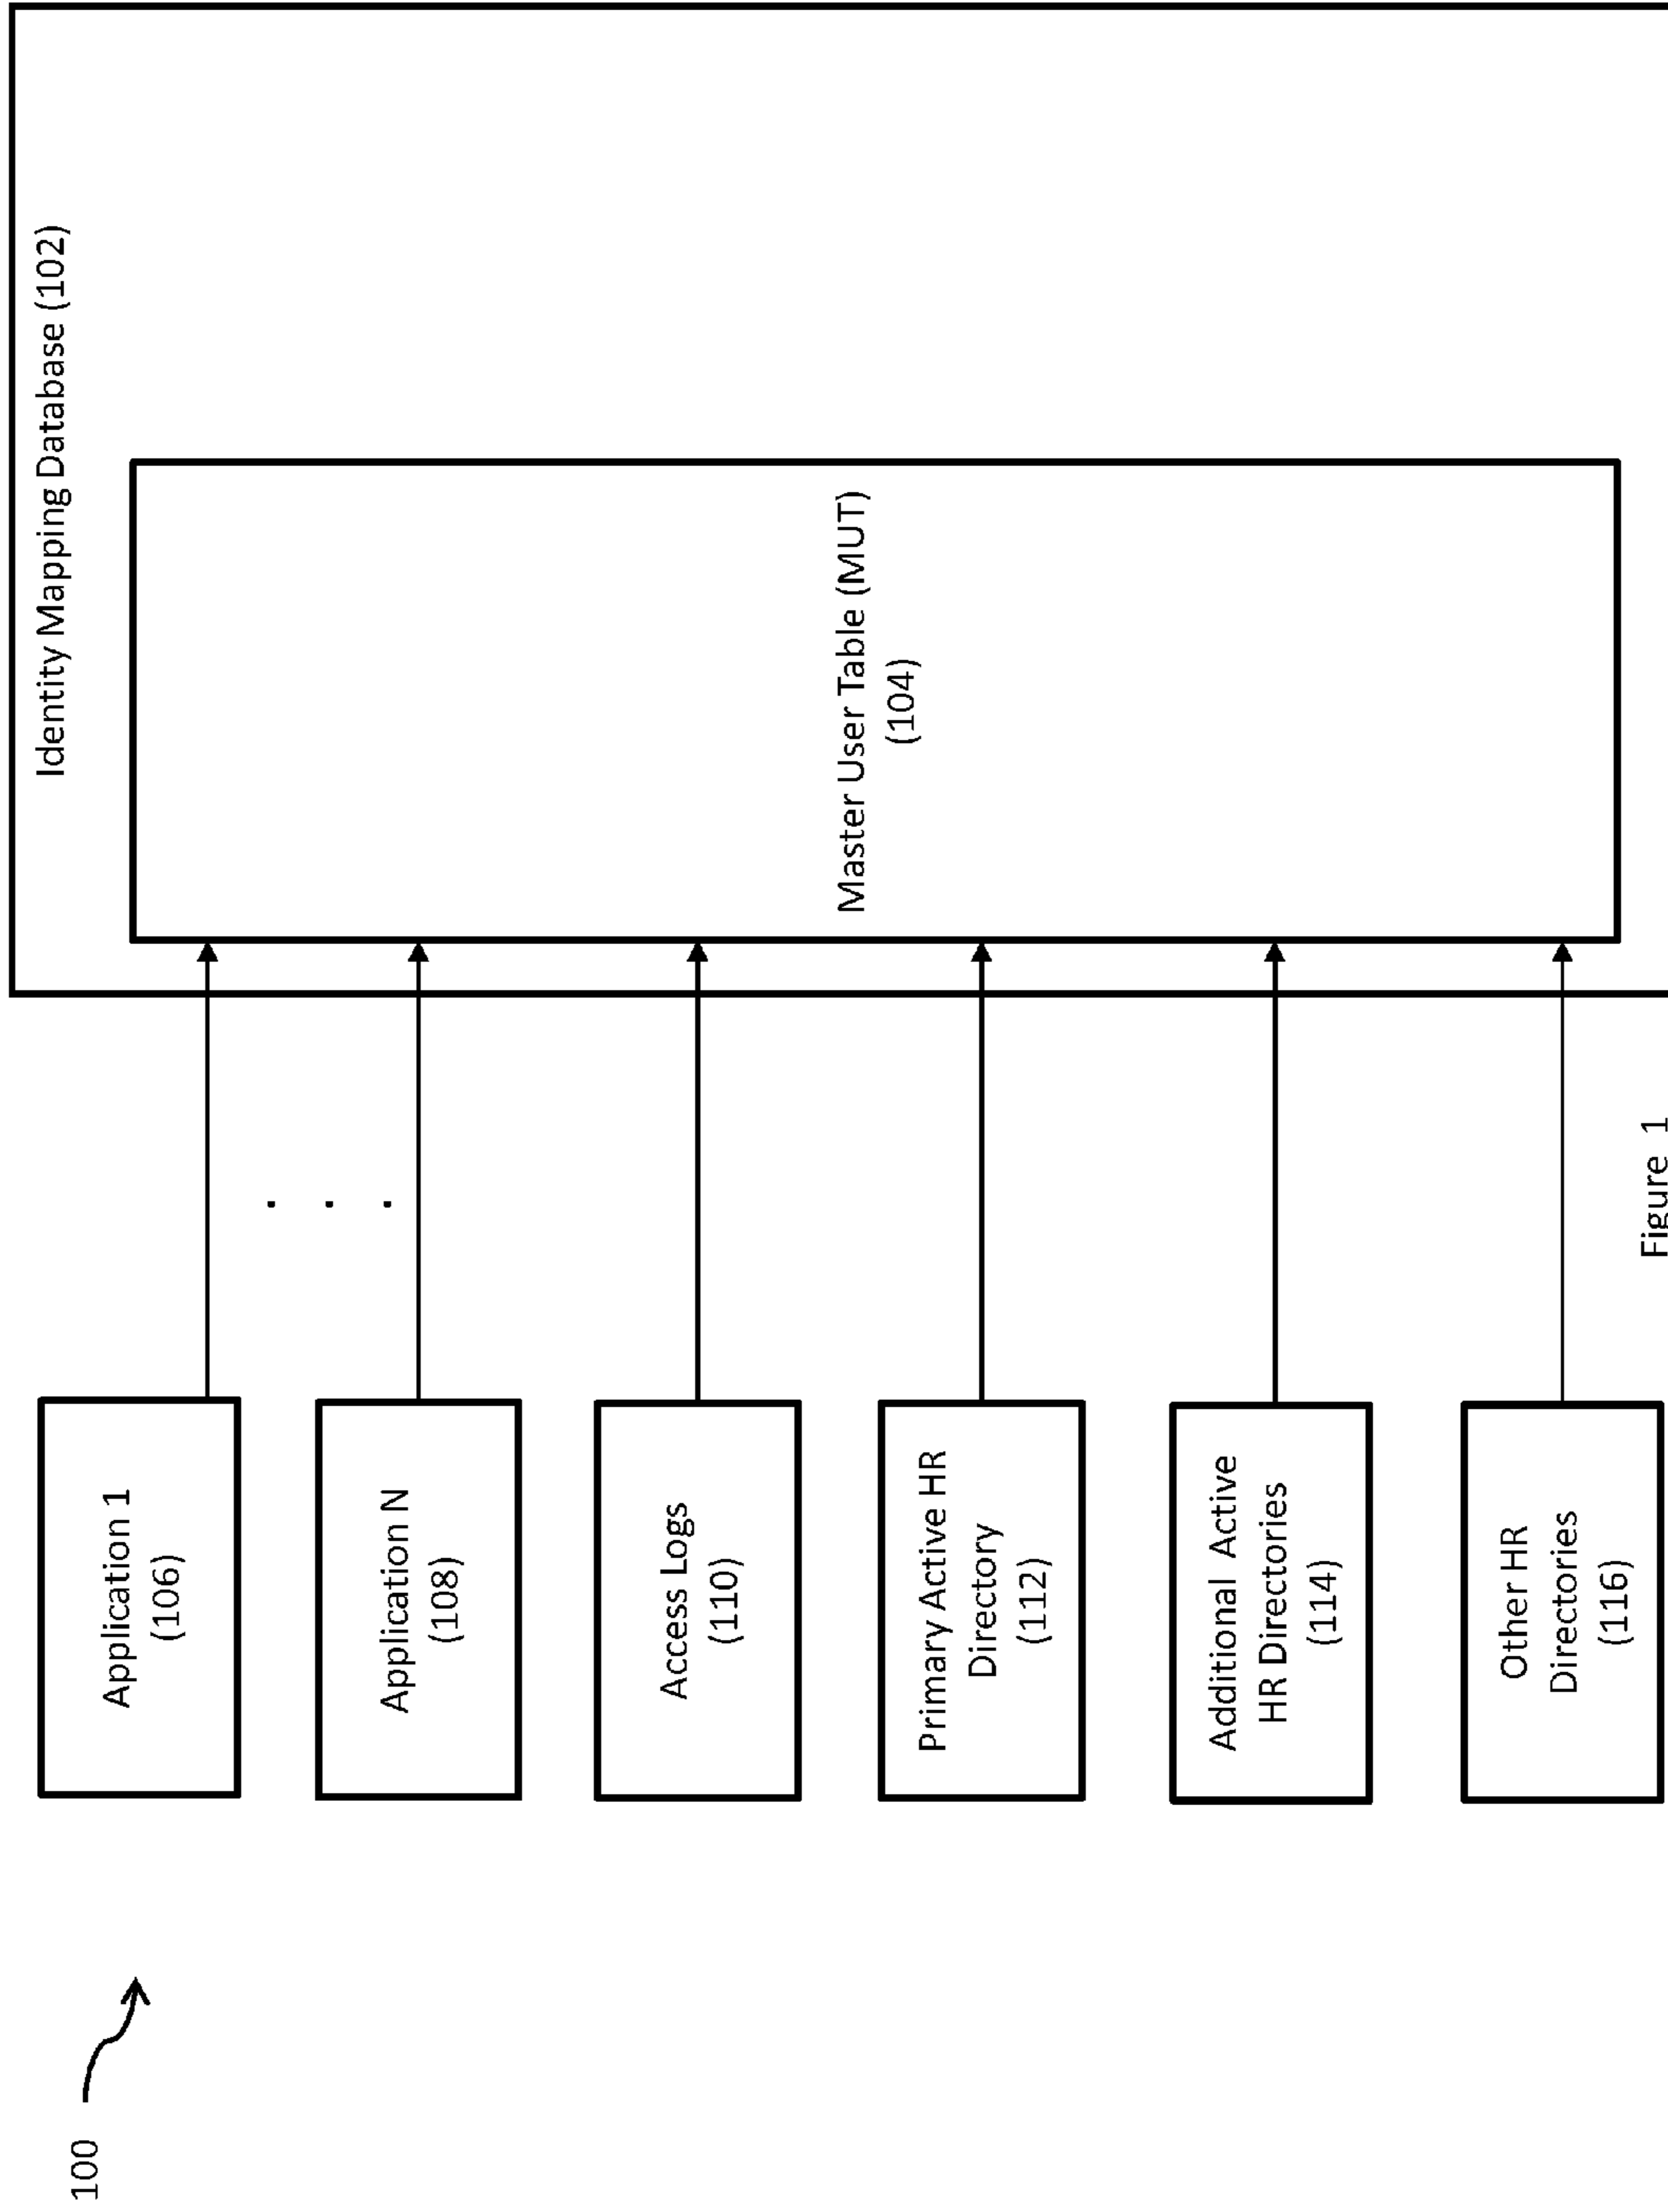 100
Application 1
(106)
Application N
(108)
. . .
Access Logs
(110)
Primary Active HR
Directory
(112)
Additional Active
HR Directories
(114)
Other HR
Directories
(116)
Identity Mapping Database (102)
Master User Table (MUT)
(104)
Figure 1